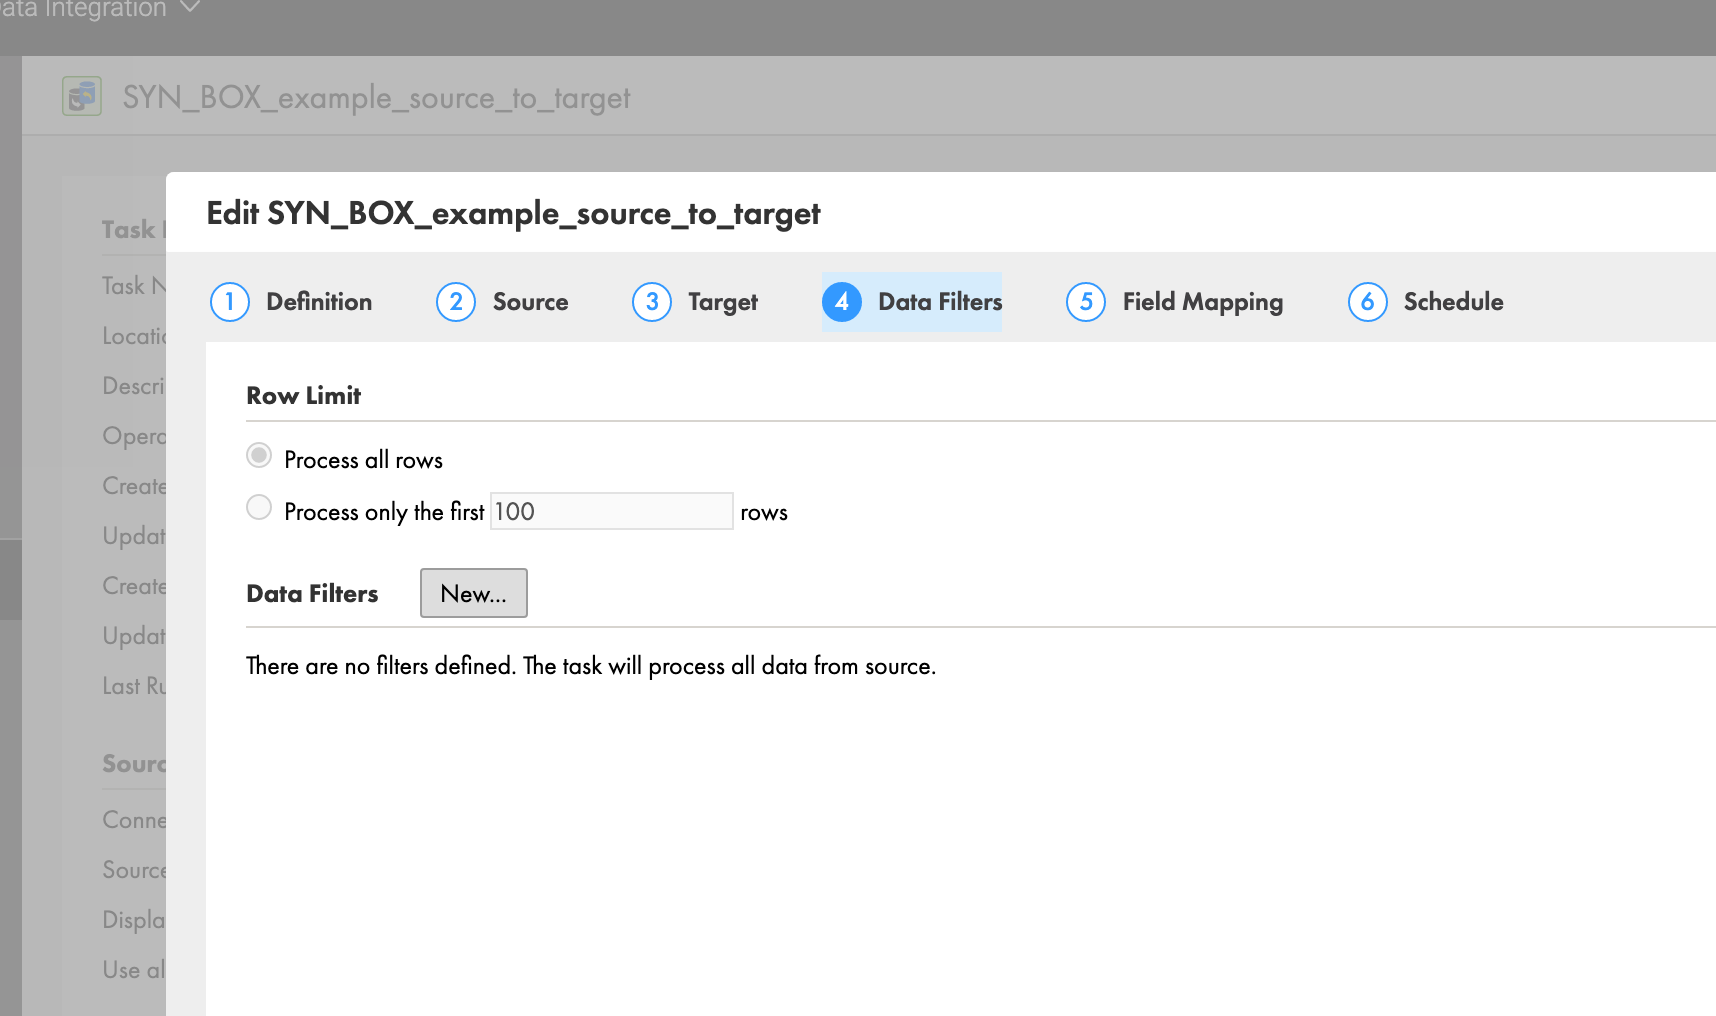 ata Integration
SYN_BOX_example_source_to_target
Edit SYN_BOX_example_source_to_target
1 Definition 2 Source 3 Target 4 Data Filters 5 Field Mapping 6 Schedule
Row Limit
Process all rows
Process only the first 100 rows
Data Filters New...
There are no filters defined. The task will process all data from source.
Task
Task N
Locatio
Descri
Opera
Create
Updat
Create
Updat
Last Ru
Sourc
Conne
Source
Displa
Use al